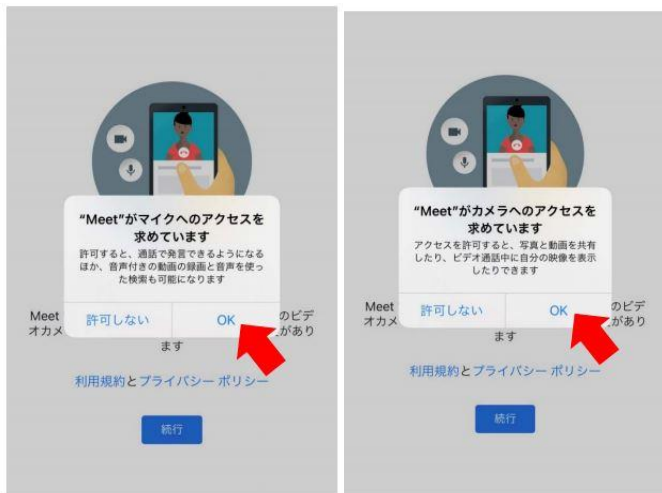 “Meet”がマイクへのアクセスを
求めています
許可すると、通話で発言できるようになる
ほか、音声付きの動画の録画と音声を使っ
た検索も可能になります
許可しない
OK
Meet
のビデ
オカメ
があり
ます
利用規約とプライバシー ポリシー
続行
“Meet”がカメラへのアクセスを
求めています
アクセスを許可すると、写真と動画を共有
したり、ビデオ通話中に自分の映像を表示
したりできます
許可しない
OK
Meet
のビデ
オカメ
があり
ます
利用規約とプライバシー ポリシー
続行